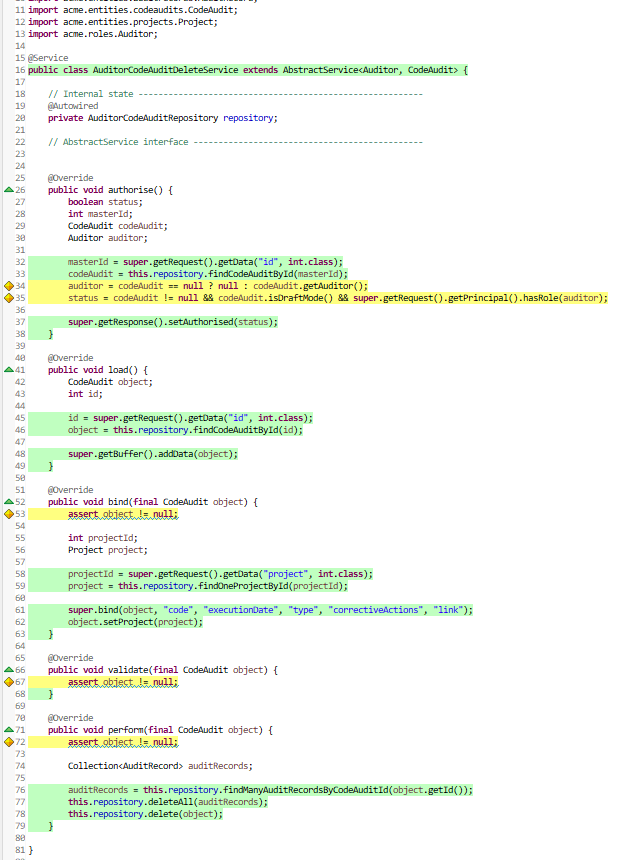 11 import acme.entities.codeaudits.CodeAudit;
12 import acme.entities.projects.Project;
13 import acme.roles.Auditor;
14
15 @Service
16 public class AuditorCodeAuditDeleteService extends AbstractService<Auditor, CodeAudit> {
17
18     // Internal state ---------------------------------------------------------
19     @Autowired
20     private AuditorCodeAuditRepository repository;
21
22     // AbstractService interface ----------------------------------------------
23
24
25     @Override
26     public void authorise() {
27         boolean status;
28         int masterId;
29         CodeAudit codeAudit;
30         Auditor auditor;
31
32         masterId = super.getRequest().getData("id", int.class);
33         codeAudit = this.repository.findCodeAuditById(masterId);
34         auditor = codeAudit == null ? null : codeAudit.getAuditor();
35         status = codeAudit != null && codeAudit.isDraftMode() && super.getRequest().getPrincipal().hasRole(auditor);
36
37         super.getResponse().setAuthorised(status);
38     }
39
40     @Override
41     public void load() {
42         CodeAudit object;
43         int id;
44
45         id = super.getRequest().getData("id", int.class);
46         object = this.repository.findCodeAuditById(id);
47
48         super.getBuffer().addData(object);
49     }
50
51     @Override
52     public void bind(final CodeAudit object) {
53         assert object != null;
54
55         int projectId;
56         Project project;
57
58         projectId = super.getRequest().getData("project", int.class);
59         project = this.repository.findOneProjectById(projectId);
60
61         super.bind(object, "code", "executionDate", "type", "correctiveActions", "link");
62         object.setProject(project);
63     }
64
65     @Override
66     public void validate(final CodeAudit object) {
67         assert object != null;
68     }
69
70     @Override
71     public void perform(final CodeAudit object) {
72         assert object != null;
73
74         Collection<AuditRecord> auditRecords;
75
76         auditRecords = this.repository.findManyAuditRecordsByCodeAuditId(object.getId());
77         this.repository.deleteAll(auditRecords);
78         this.repository.delete(object);
79     }
80
81 }